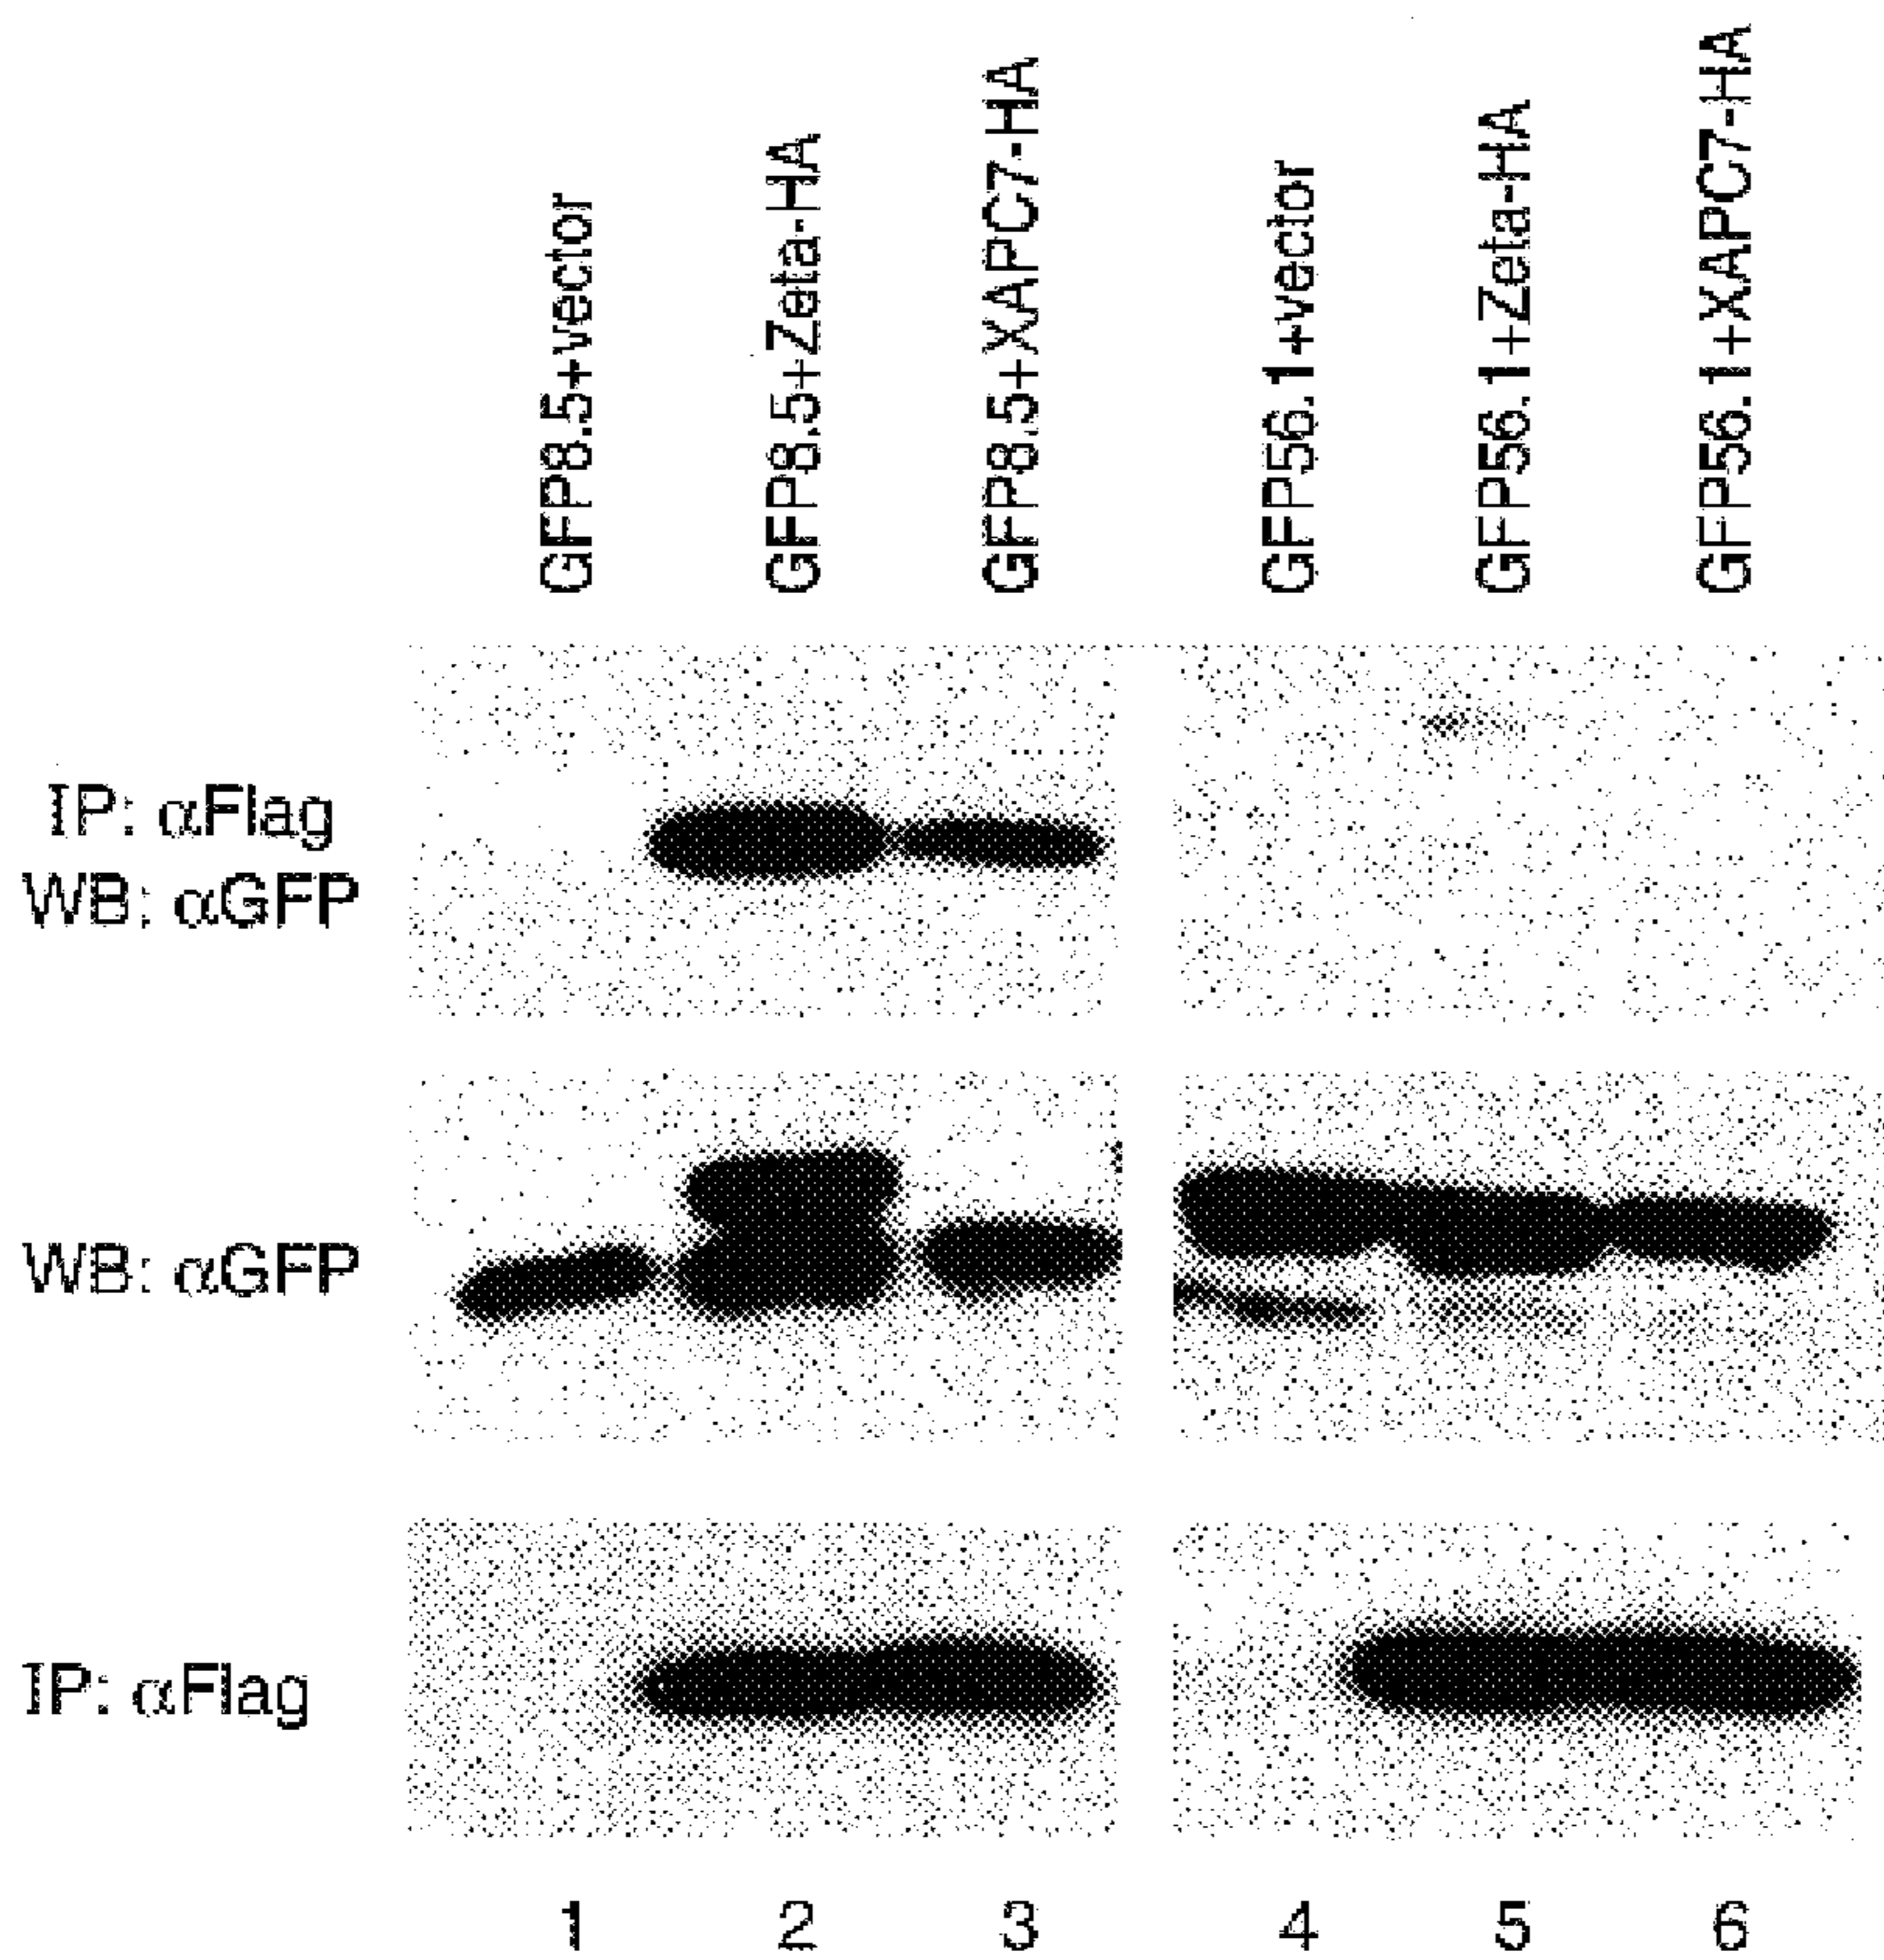 GFP8.5+vector
GFP8.5+Zeta-HA
GFP8.5+XAPC7-HA
GFP56.1+vector
GFP56.1+Zeta-HA
GFP56.1+XAPC7-HA
IP: αFlag
WB: αGFP
WB: αGFP
IP: αFlag
1 2 3 4 5 6